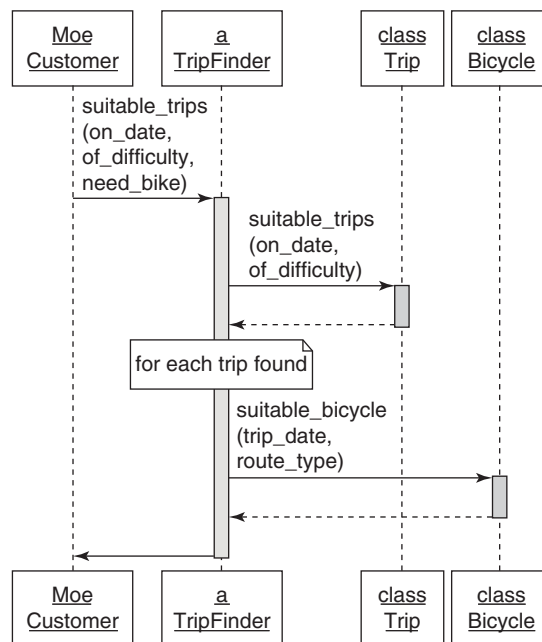 Moe
Customer
a
TripFinder
class
Trip
class
Bicycle
suitable_trips
(on_date,
of_difficulty,
need_bike)
suitable_trips
(on_date,
of_difficulty)
for each trip found
suitable_bicycle
(trip_date,
route_type)
Moe
Customer
a
TripFinder
class
Trip
class
Bicycle